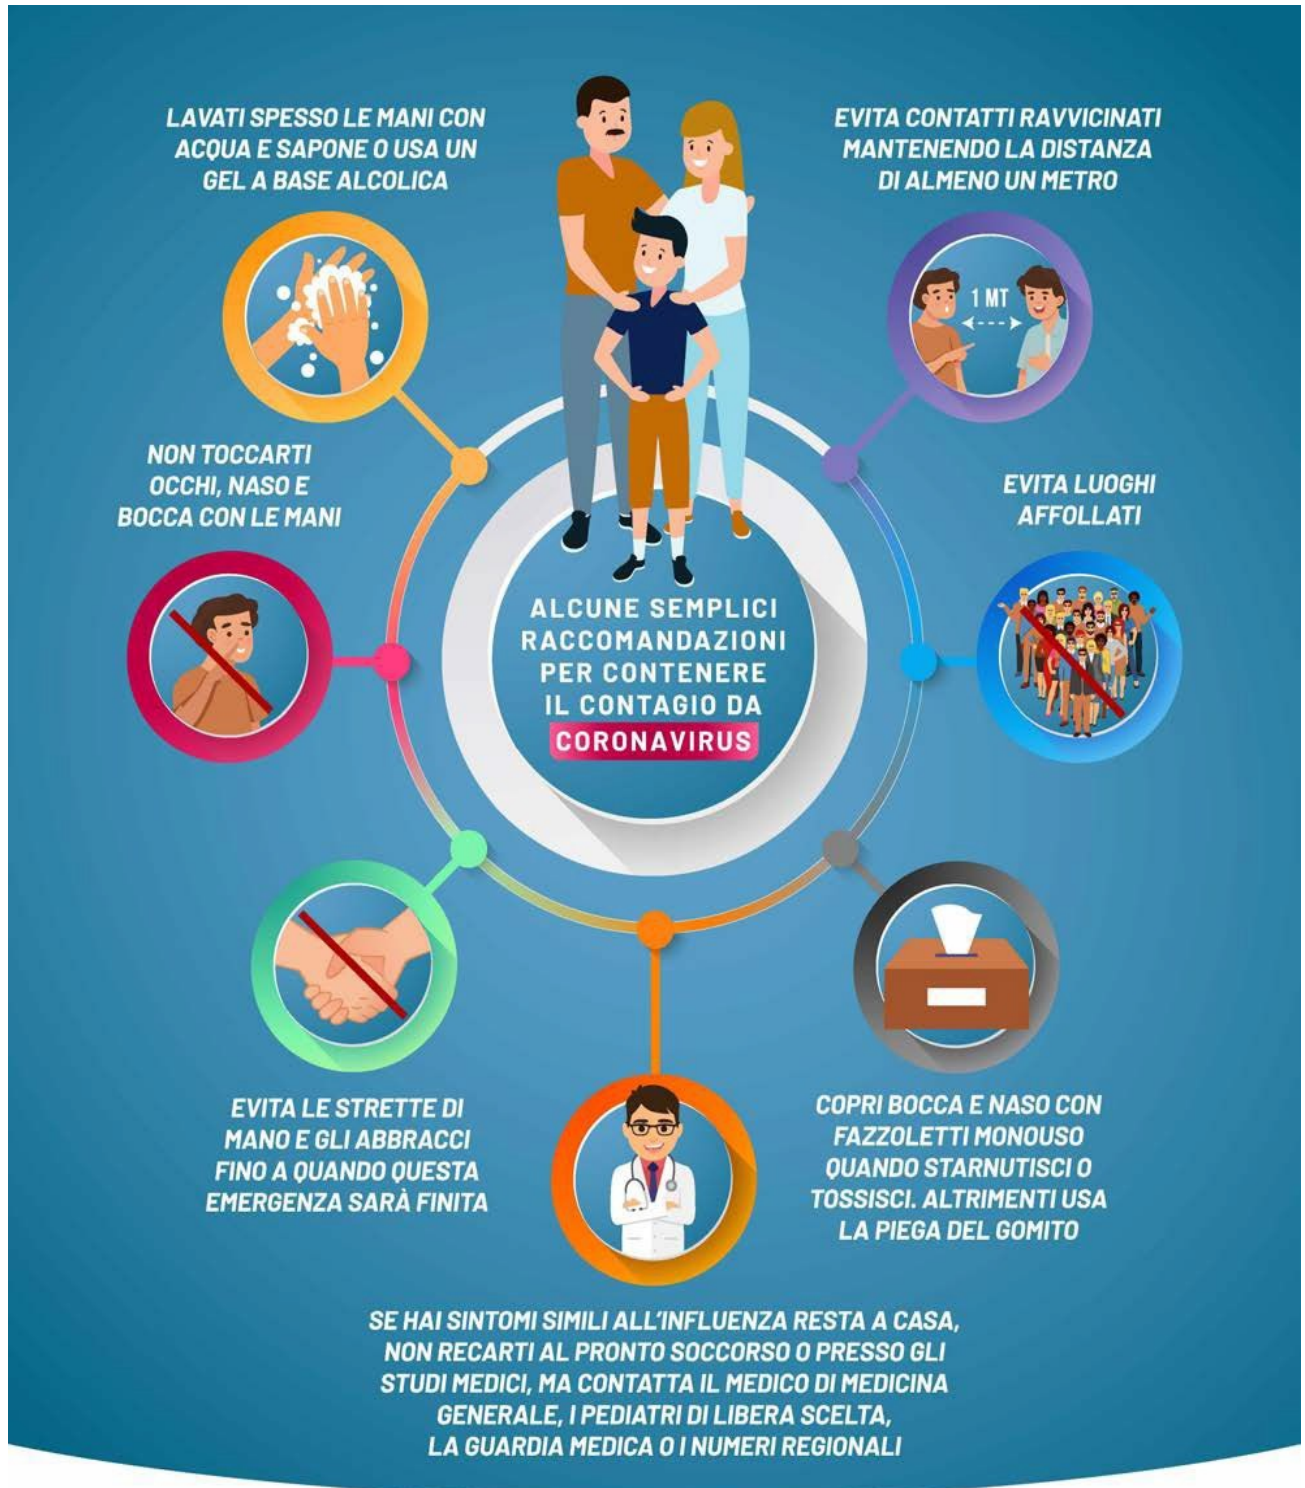 LAVATI SPESSO LE MANI CON
ACQUA E SAPONE O USA UN
GEL A BASE ALCOLICA
EVITA CONTATTI RAVVICINATI
MANTENENDO LA DISTANZA
DI ALMENO UN METRO
1 MT
NON TOCCARTI
OCCHI, NASO E
BOCCA CON LE MANI
EVITA LUOGHI
AFFOLLATI
ALCUNE SEMPLICI
RACCOMANDAZIONI
PER CONTENERE
IL CONTAGIO DA
CORONAVIRUS
EVITA LE STRETTE DI
MANO E GLI ABBRACCI
FINO A QUANDO QUESTA
EMERGENZA SARÀ FINITA
COPRI BOCCA E NASO CON
FAZZOLETTI MONOUSO
QUANDO STARNUTISCI O
TOSSISCI. ALTRIMENTI USA
LA PIEGA DEL GOMITO
SE HAI SINTOMI SIMILI ALL'INFLUENZA RESTA A CASA,
NON RECARTI AL PRONTO SOCCORSO O PRESSO GLI
STUDI MEDICI, MA CONTATTA IL MEDICO DI MEDICINA
GENERALE, I PEDIATRI DI LIBERA SCELTA,
LA GUARDIA MEDICA O I NUMERI REGIONALI